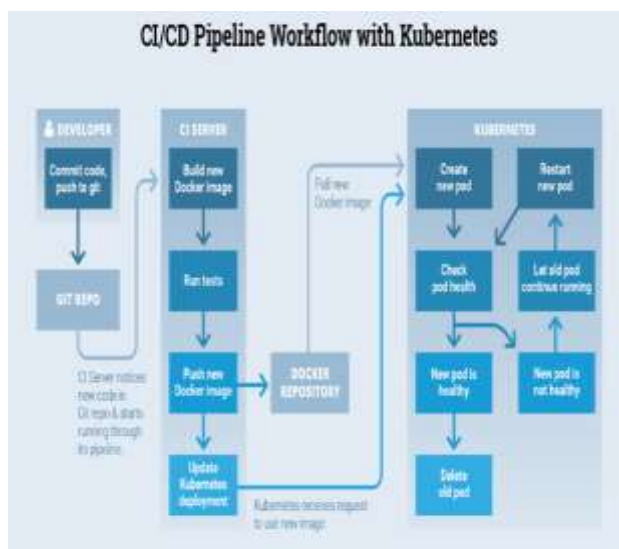 CI/CD Pipeline Workflow with Kubernetes
DEVELOPER
Commit code,
push to git
GIT REPO
CI Server notices
new code in
Git repo & starts
running through
its pipeline.
CI SERVER
Build new
Docker image
Run tests
Push new
Docker image
Update
Kubernetes
deployment
DOCKER
REPOSITORY
Pull new
Docker image
Kubernetes receives request
to use new image
KUBERNETES
Create
new pod
Restart
new pod
Check
pod health
Let old pod
continue running
New pod is
healthy
New pod is
not healthy
Delete
old pod